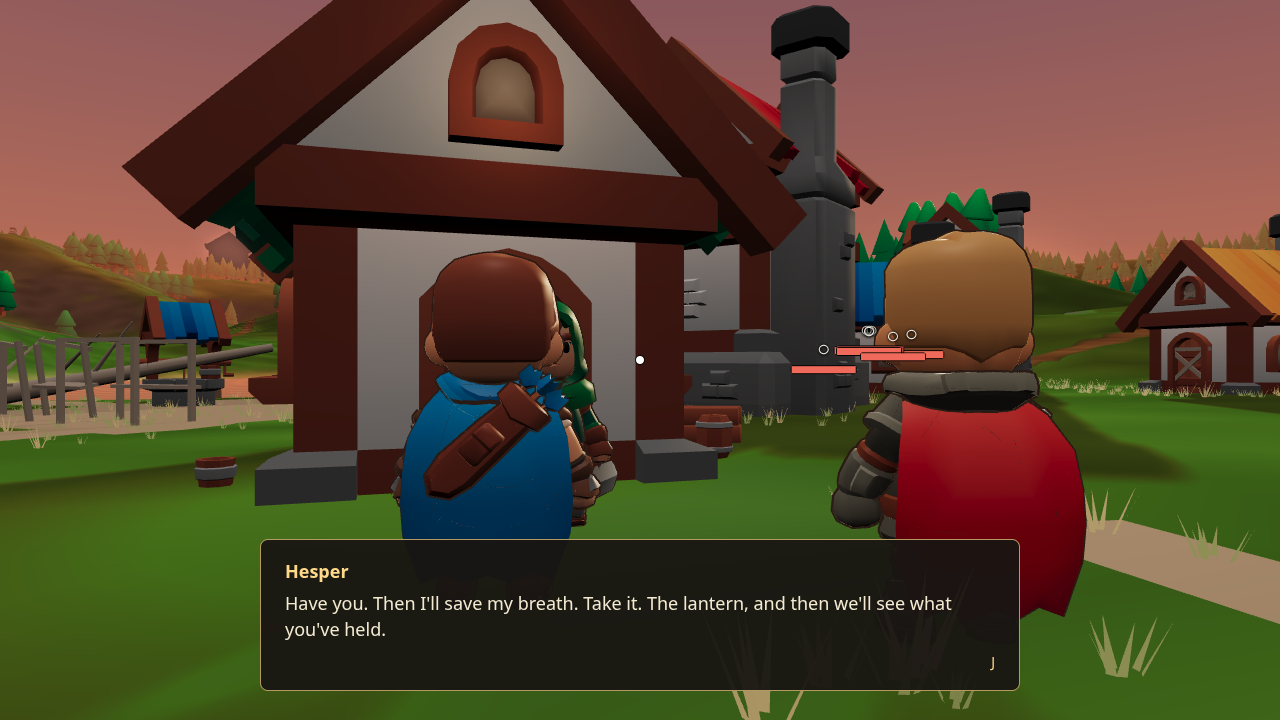 Hesper
Have you. Then I'll save my breath. Take it. The lantern, and then we'll see what
you've held.
J